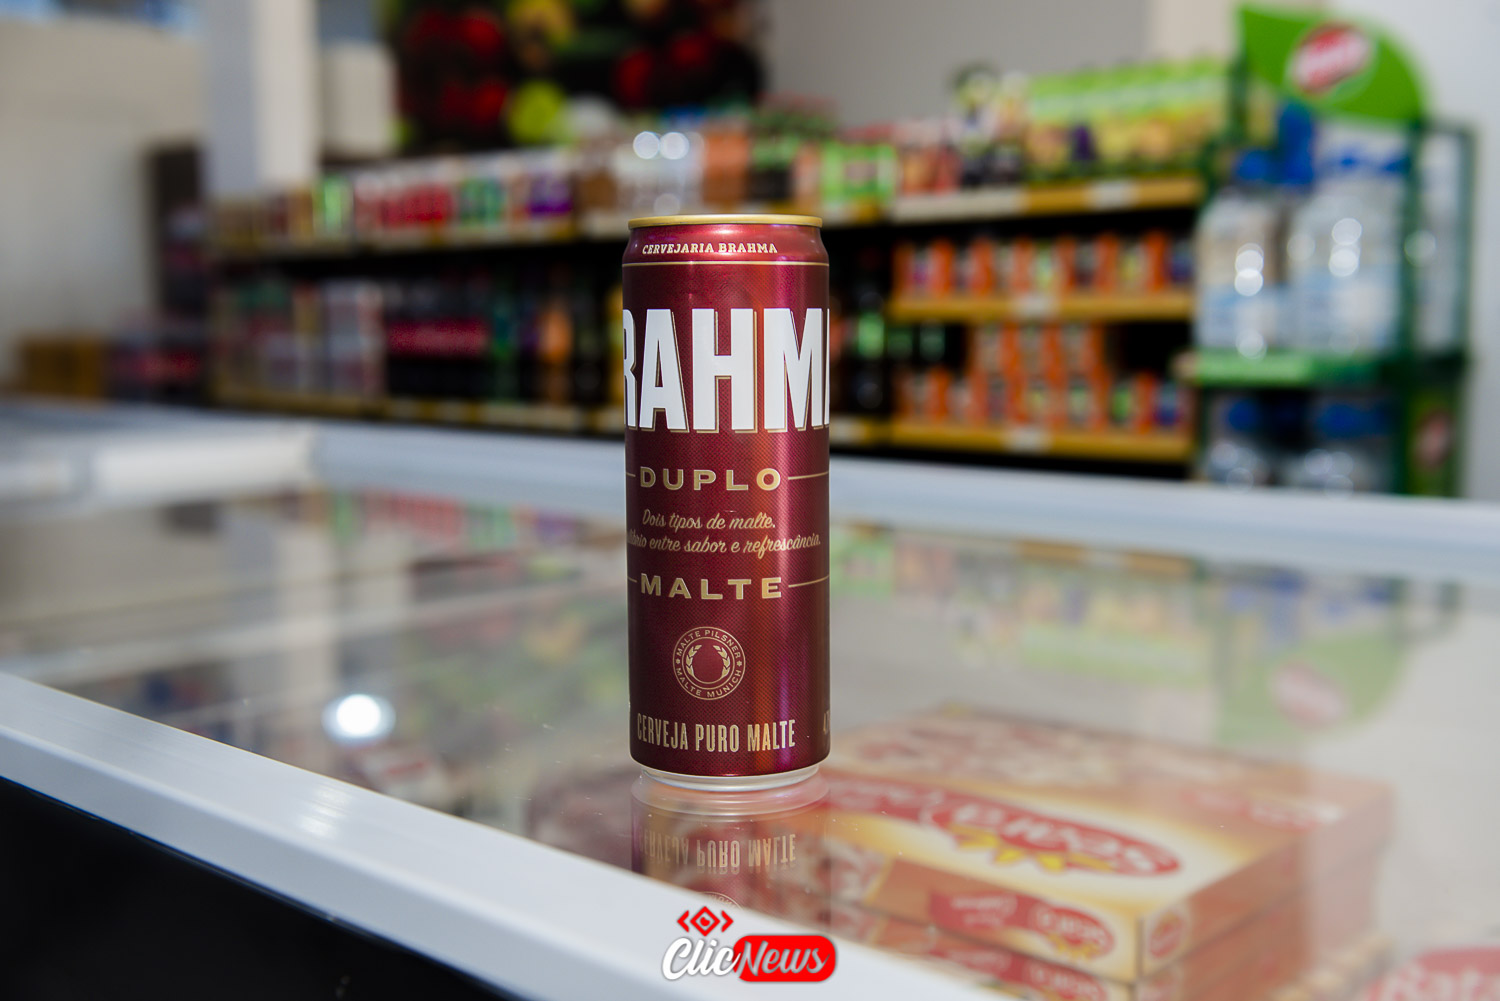 CERVEJARIA BRAHMA
RAHM
DUPLO
Dois tipos de malte.
entre sabor e refrescância.
MALTE
MALTE PILSNER
MALTE MUNICH
CERVEJA PURO MALTE
Seara
ClicNews